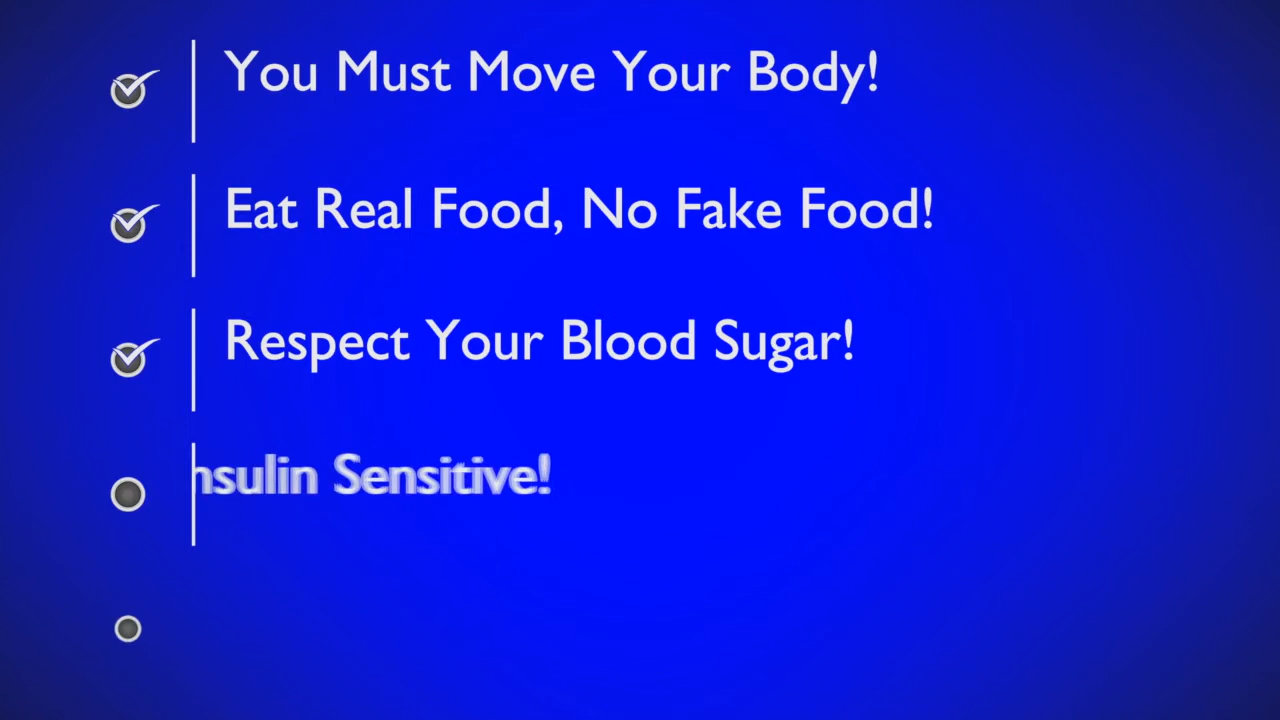 You Must Move Your Body!
Eat Real Food, No Fake Food!
Respect Your Blood Sugar!
nsulin Sensitive!